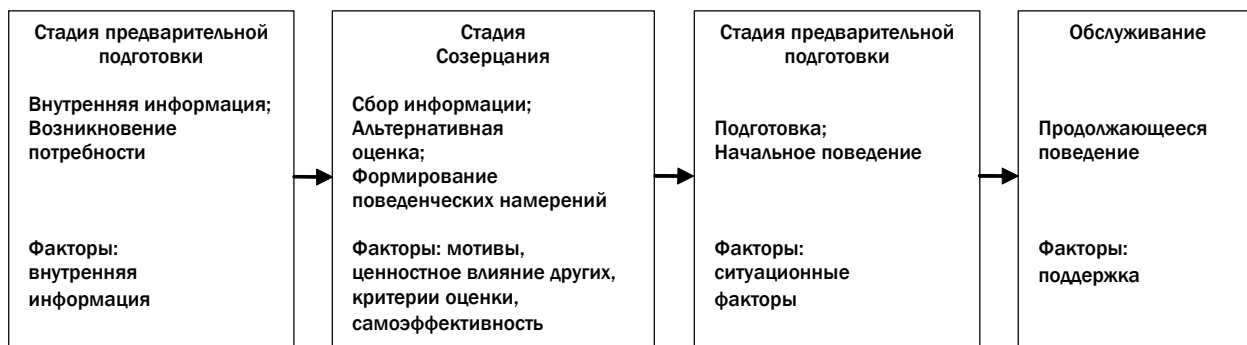 Стадия предварительной
подготовки
Внутренняя информация;
Возникновение
потребности
Факторы:
внутренняя
информация
Стадия
Созерцания
Сбор информации;
Альтернативная
оценка;
Формирование
поведенческих намерений
Факторы: мотивы,
ценностное влияние других,
критерии оценки,
самоэффективность
Стадия предварительной
подготовки
Подготовка;
Начальное поведение
Факторы:
ситуационные
факторы
Обслуживание
Продолжающееся
поведение
Факторы:
поддержка